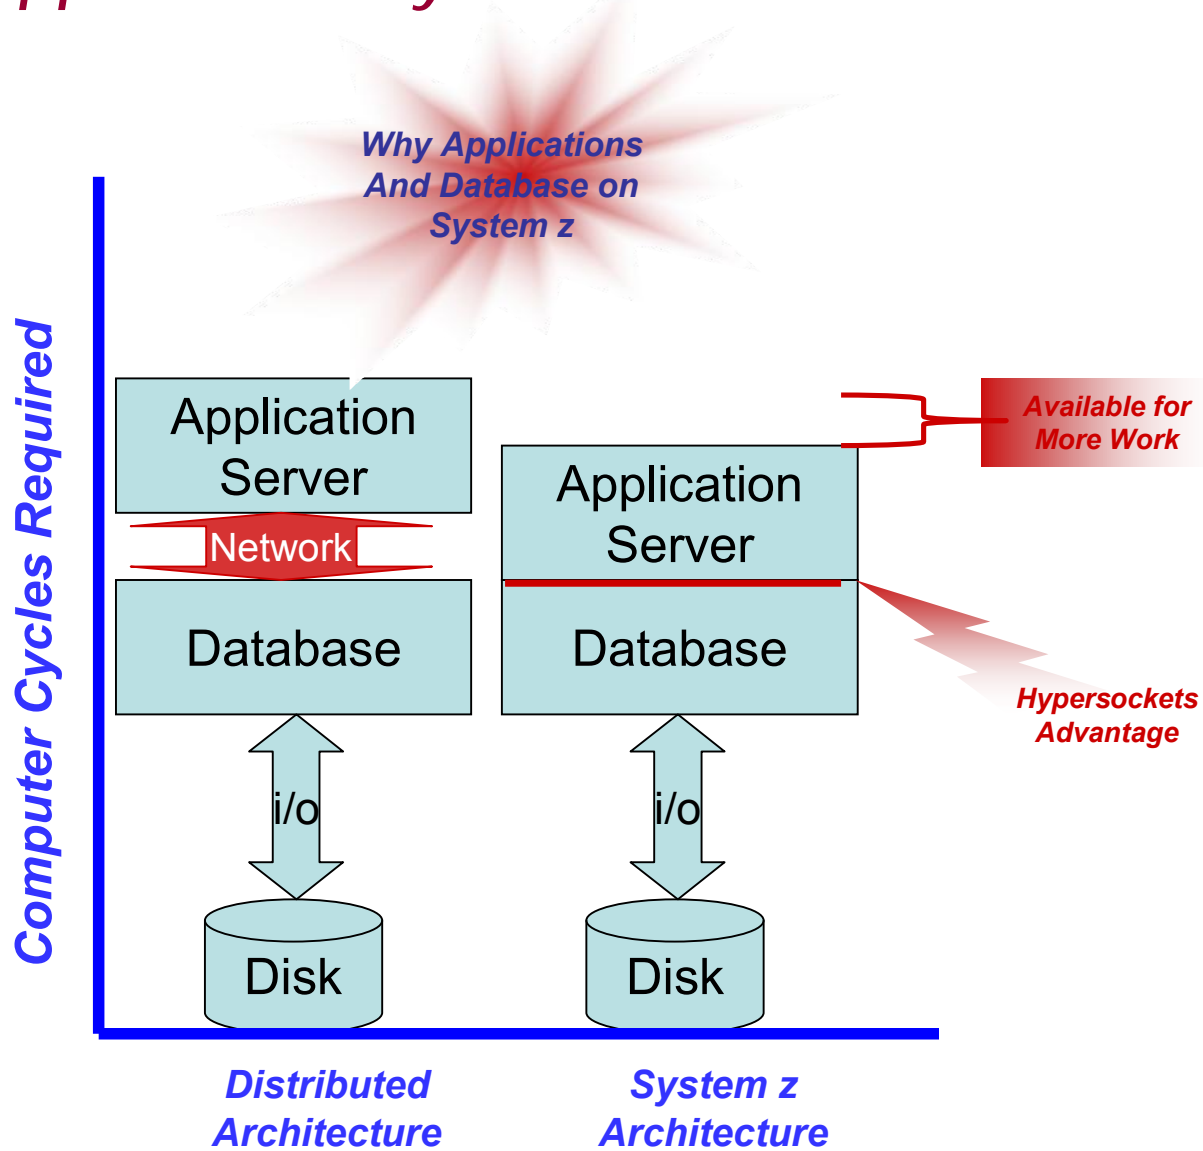 Why Applications
And Database on
System z
Computer Cycles Required
Application
Server
Network
Database
i/o
Disk
Application
Server
Database
i/o
Disk
Available for
More Work
Hypersockets
Advantage
Distributed
Architecture
System z
Architecture